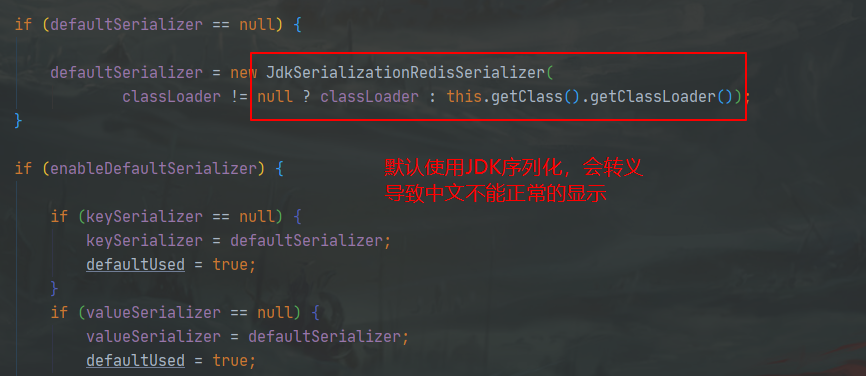 if (defaultSerializer == null) {
defaultSerializer = new JdkSerializationRedisSerializer(
classLoader != null ? classLoader : this.getClass().getClassLoader());
}
if (enableDefaultSerializer) {
默认使用JDK序列化，会转义
导致中文不能正常的显示
if (keySerializer == null) {
keySerializer = defaultSerializer;
defaultUsed = true;
}
if (valueSerializer == null) {
valueSerializer = defaultSerializer;
defaultUsed = true;